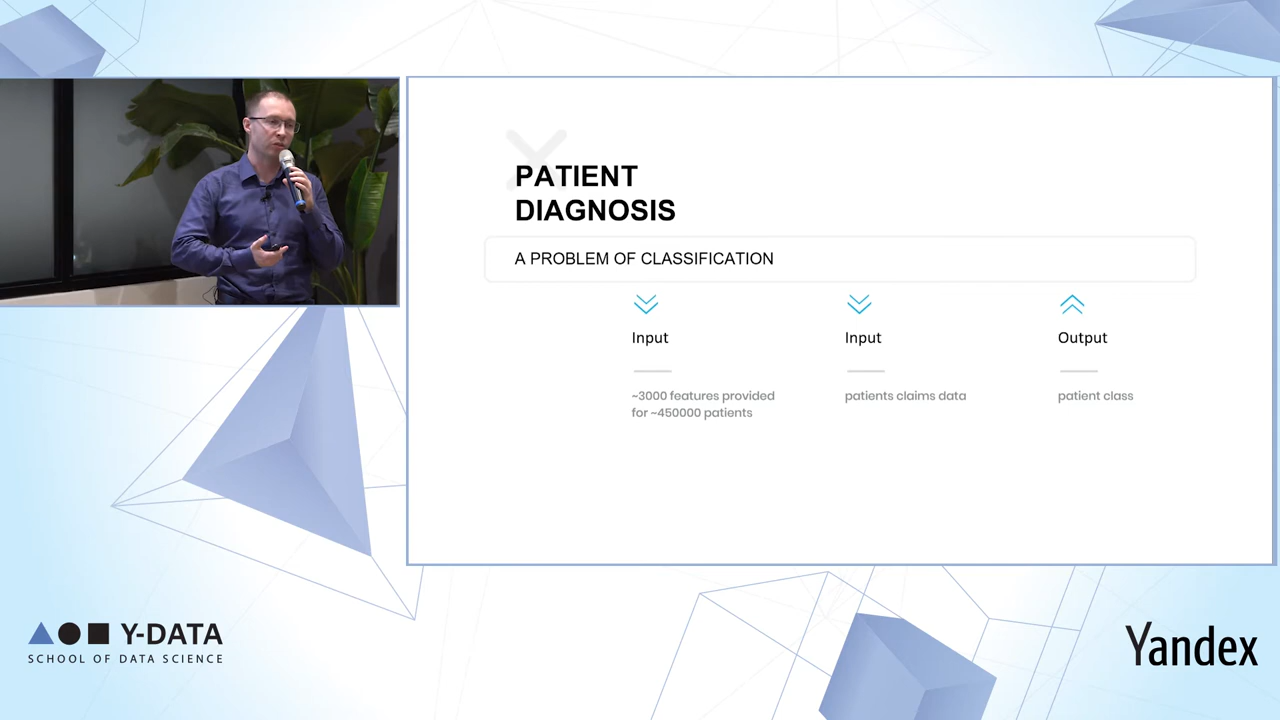 PATIENT
DIAGNOSIS
A PROBLEM OF CLASSIFICATION
Input
~3000 features provided
for ~450000 patients
Input
patients claims data
Output
patient class
Y-DATA
SCHOOL OF DATA SCIENCE
Yandex